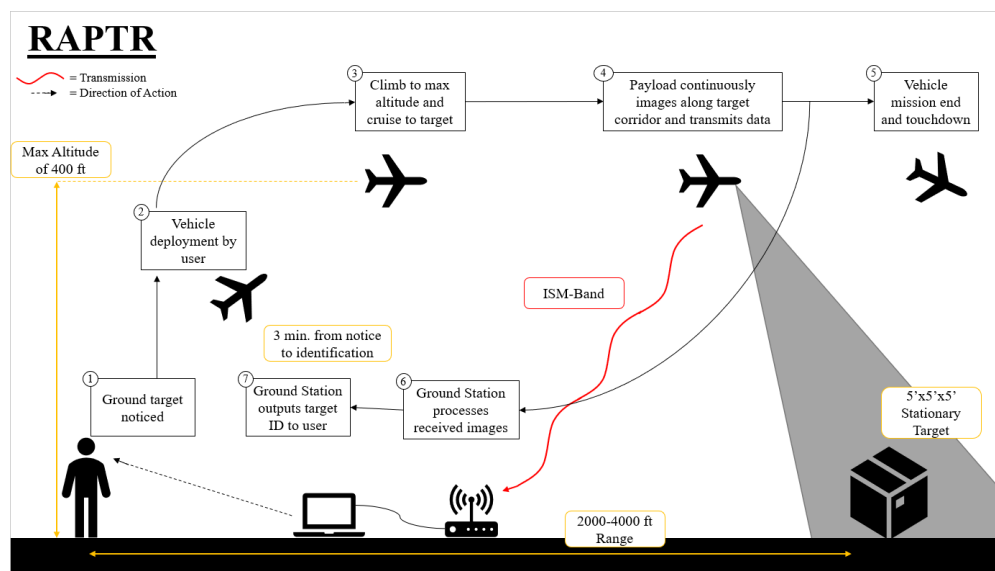 RAPTR
= Transmission
= Direction of Action
Max Altitude
of 400 ft
3
Climb to max
altitude and
cruise to target
4
Payload continuously
images along target
corridor and transmits data
5
Vehicle
mission end
and touchdown
2
Vehicle
deployment by
user
ISM-Band
3 min. from notice
to identification
1
Ground target
noticed
7
Ground Station
outputs target
ID to user
6
Ground Station
processes
received images
5’x5’x5’
Stationary
Target
2000-4000 ft
Range